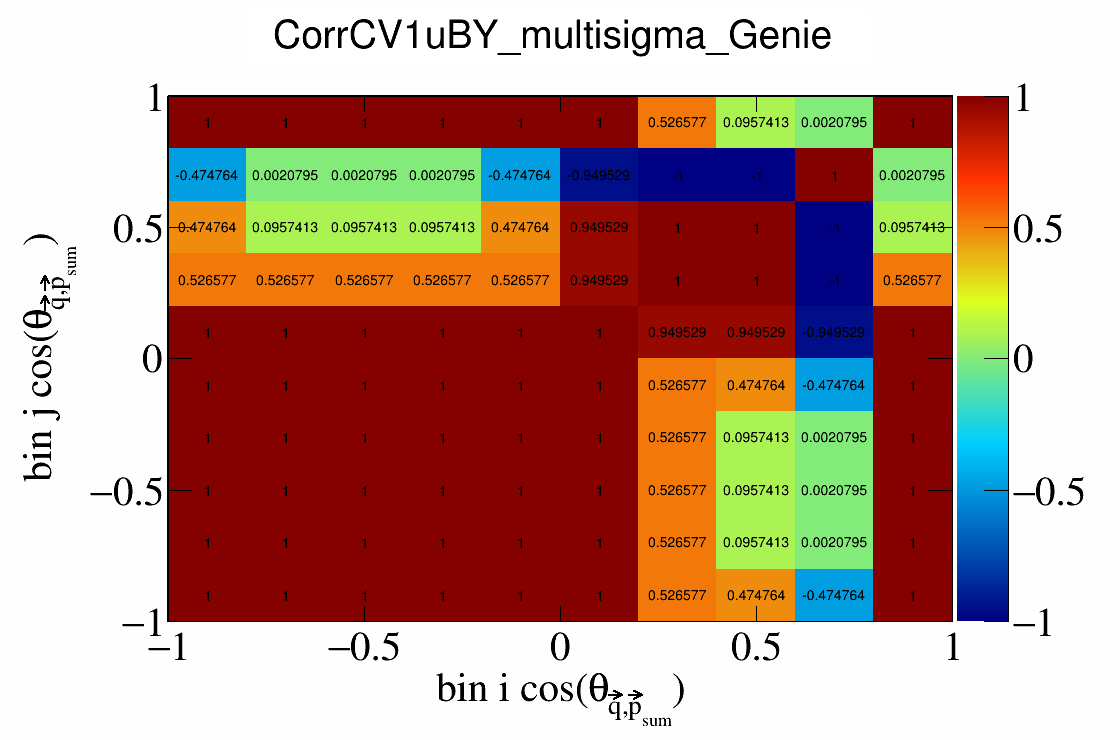 CorrCV1uBY_multisigma_Genie
1 1 1 1 1 1 0.526577 0.0957413 0.0020795 1
-0.474764 0.0020795 0.0020795 0.0020795 -0.474764 -0.949529 -1 -1 1 0.0020795
0.474764 0.0957413 0.0957413 0.0957413 0.474764 0.949529 1 1 -1 0.0957413
0.526577 0.526577 0.526577 0.526577 0.526577 0.949529 1 1 -1 0.526577
1 1 1 1 1 1 0.949529 0.949529 -0.949529 1
1 1 1 1 1 1 0.526577 0.474764 -0.474764 1
1 1 1 1 1 1 0.526577 0.0957413 0.0020795 1
1 1 1 1 1 1 0.526577 0.0957413 0.0020795 1
1 1 1 1 1 1 0.526577 0.0957413 0.0020795 1
1 1 1 1 1 1 0.526577 0.474764 -0.474764 1
1
0.5
0
−0.5
−1
bin j cos(θq⃗,p⃗sum)
−1 −0.5 0 0.5 1
bin i cos(θq⃗,p⃗sum)
1
0.5
0
−0.5
−1